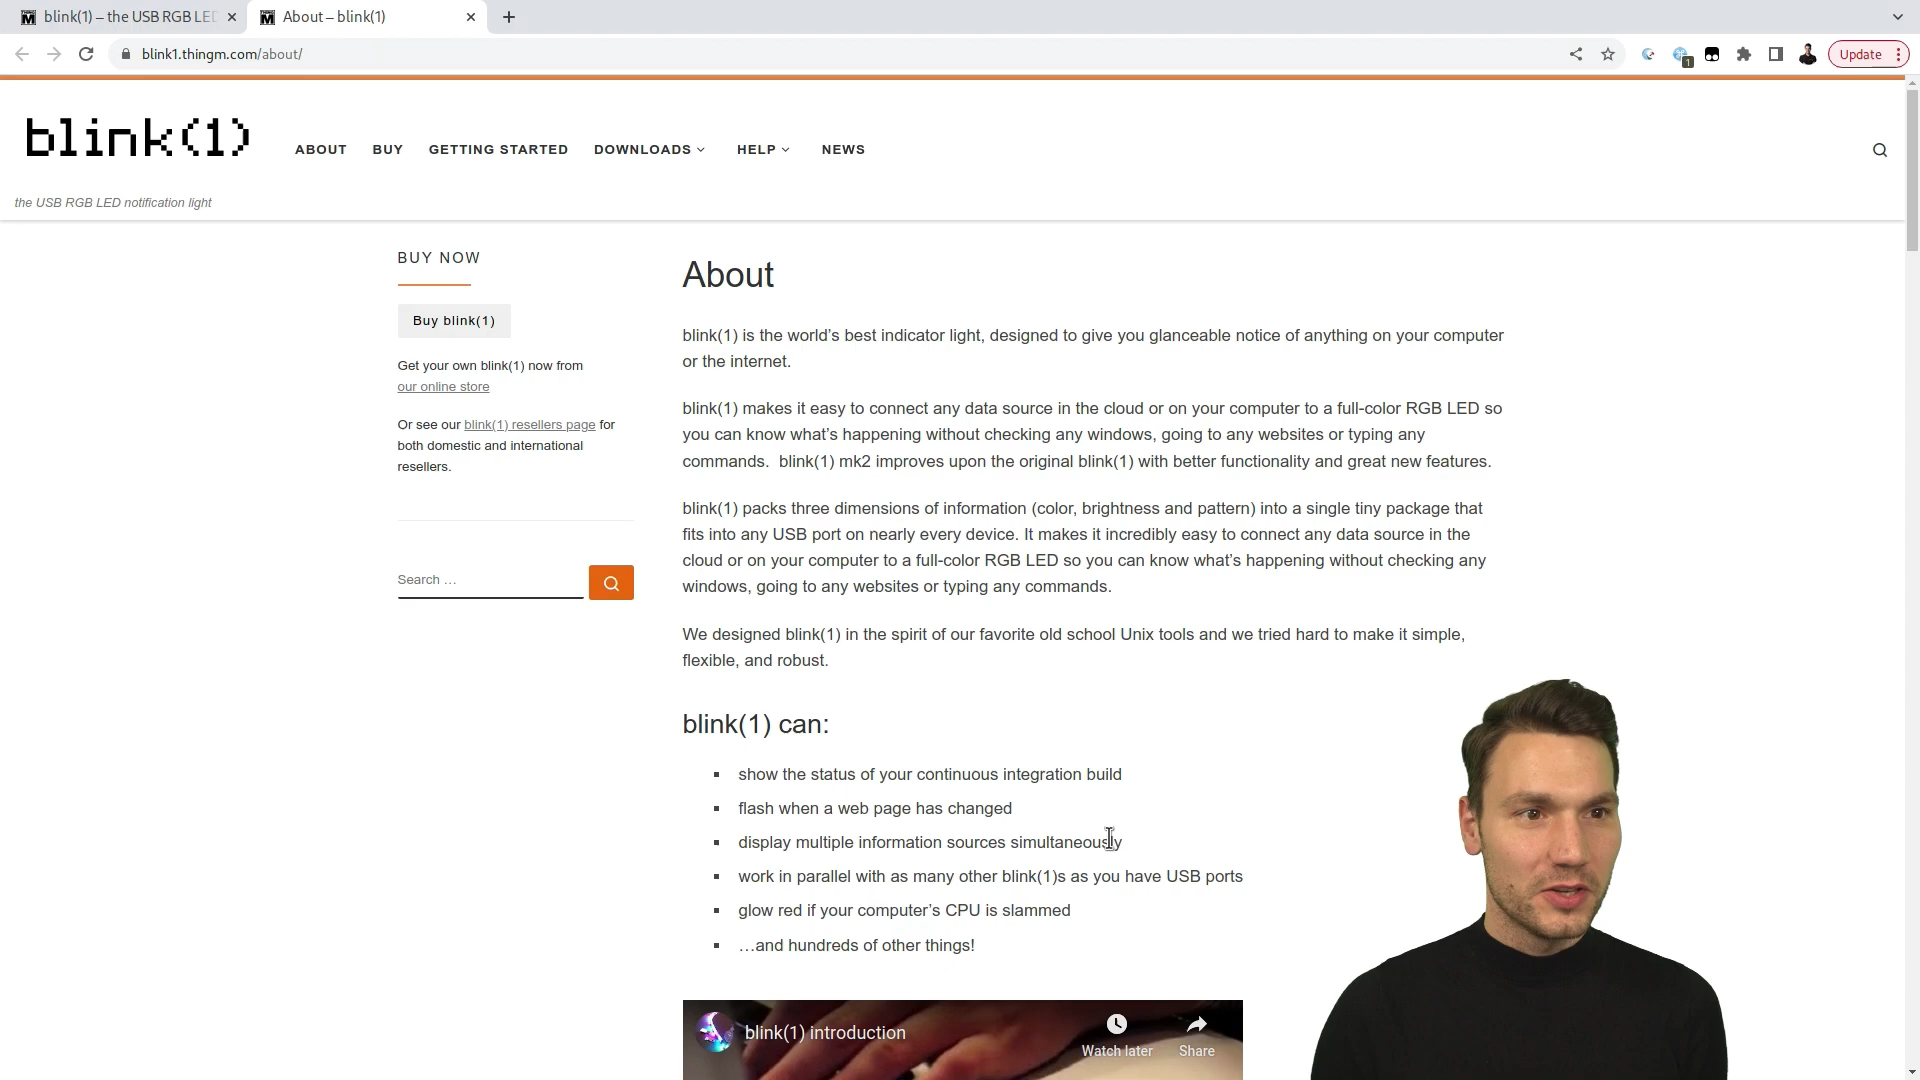 blink(1) – the USB RGB LED
About – blink(1)
blink1.thingm.com/about/
1
Update
blink(1)
ABOUT
BUY
GETTING STARTED
DOWNLOADS
HELP
NEWS
the USB RGB LED notification light
BUY NOW
Buy blink(1)
Get your own blink(1) now from
our online store
Or see our blink(1) resellers page for
both domestic and international
resellers.
Search …
About
blink(1) is the world’s best indicator light, designed to give you glanceable notice of anything on your computer
or the internet.
blink(1) makes it easy to connect any data source in the cloud or on your computer to a full-color RGB LED so
you can know what’s happening without checking any windows, going to any websites or typing any
commands.  blink(1) mk2 improves upon the original blink(1) with better functionality and great new features.
blink(1) packs three dimensions of information (color, brightness and pattern) into a single tiny package that
fits into any USB port on nearly every device. It makes it incredibly easy to connect any data source in the
cloud or on your computer to a full-color RGB LED so you can know what’s happening without checking any
windows, going to any websites or typing any commands.
We designed blink(1) in the spirit of our favorite old school Unix tools and we tried hard to make it simple,
flexible, and robust.
blink(1) can:
show the status of your continuous integration build
flash when a web page has changed
display multiple information sources simultaneously
work in parallel with as many other blink(1)s as you have USB ports
glow red if your computer’s CPU is slammed
…and hundreds of other things!
blink(1) introduction
Watch later
Share